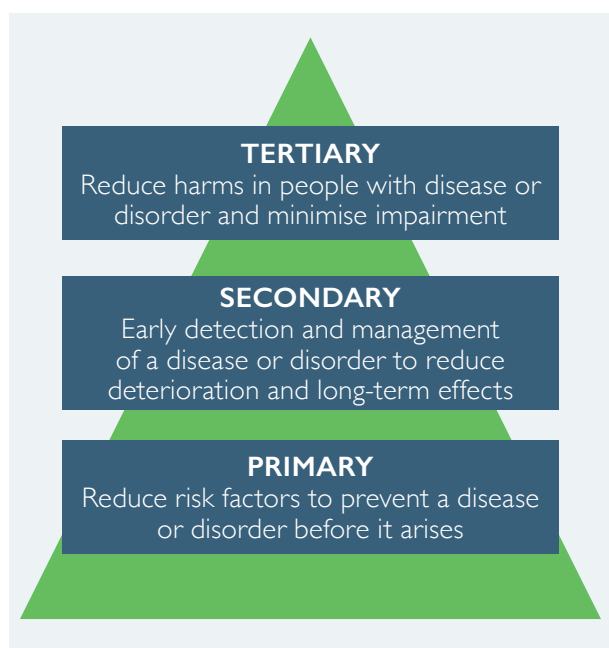 TERTIARY
Reduce harms in people with disease or
disorder and minimise impairment
SECONDARY
Early detection and management
of a disease or disorder to reduce
deterioration and long-term effects
PRIMARY
Reduce risk factors to prevent a disease
or disorder before it arises